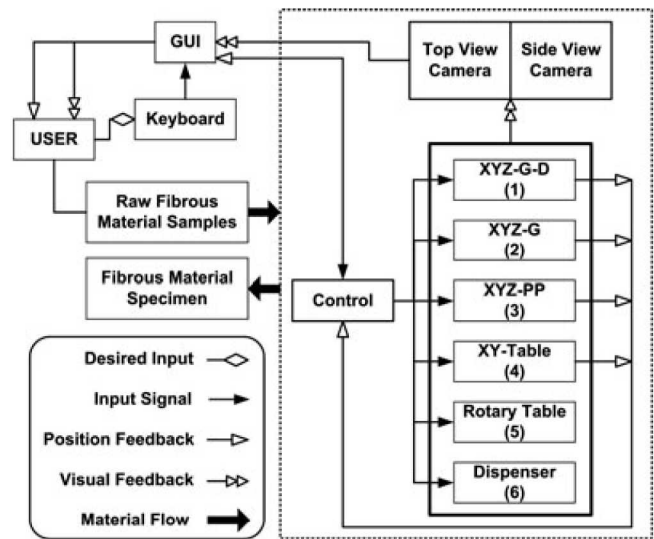 GUI
Top View
Camera
Side View
Camera
Keyboard
USER
XYZ-G-D
(1)
Raw Fibrous
Material Samples
XYZ-G
(2)
Fibrous Material
Specimen
Control
XYZ-PP
(3)
XY-Table
(4)
Rotary Table
(5)
Dispenser
(6)
Desired Input
Input Signal
Position Feedback
Visual Feedback
Material Flow